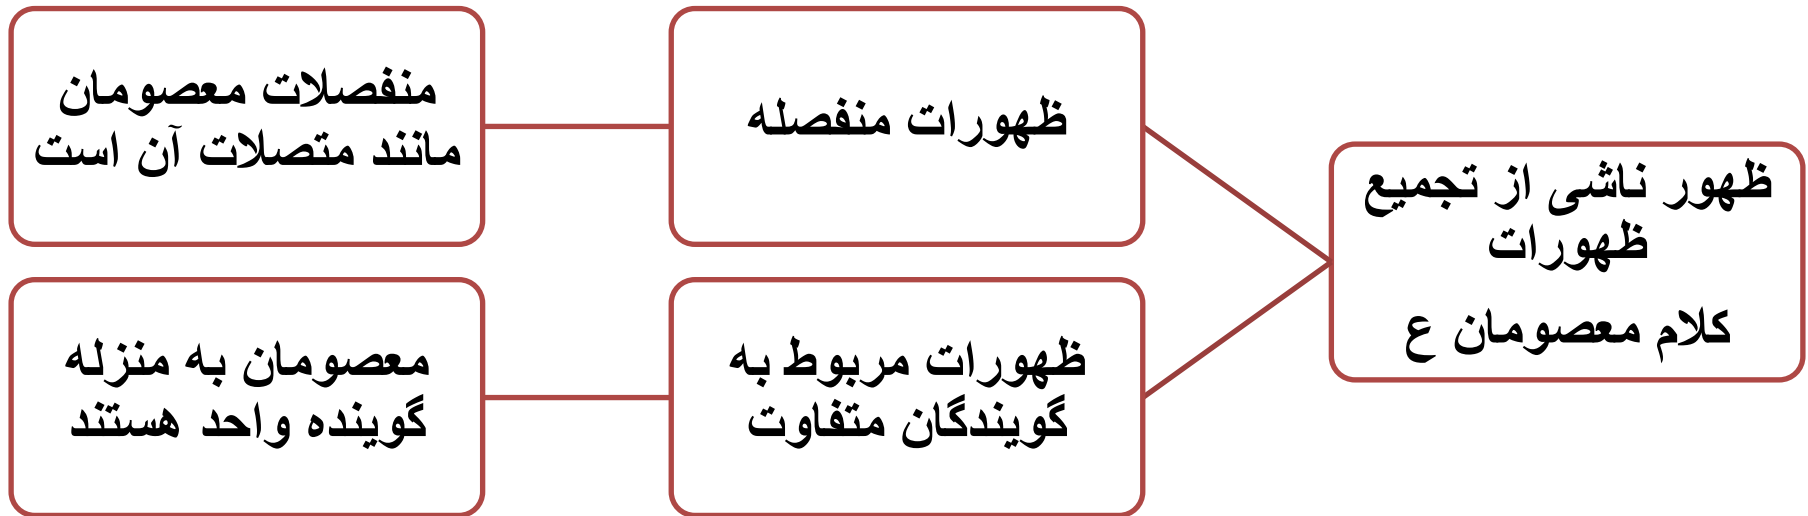 ظهور ناشی از تجمیع
ظهورات
کلام معصومان ع
ظهورات منفصله
منفصلات معصومان
مانند متصلات آن است
ظهورات مربوط به
گویندگان متفاوت
معصومان به منزله
گوینده واحد هستند